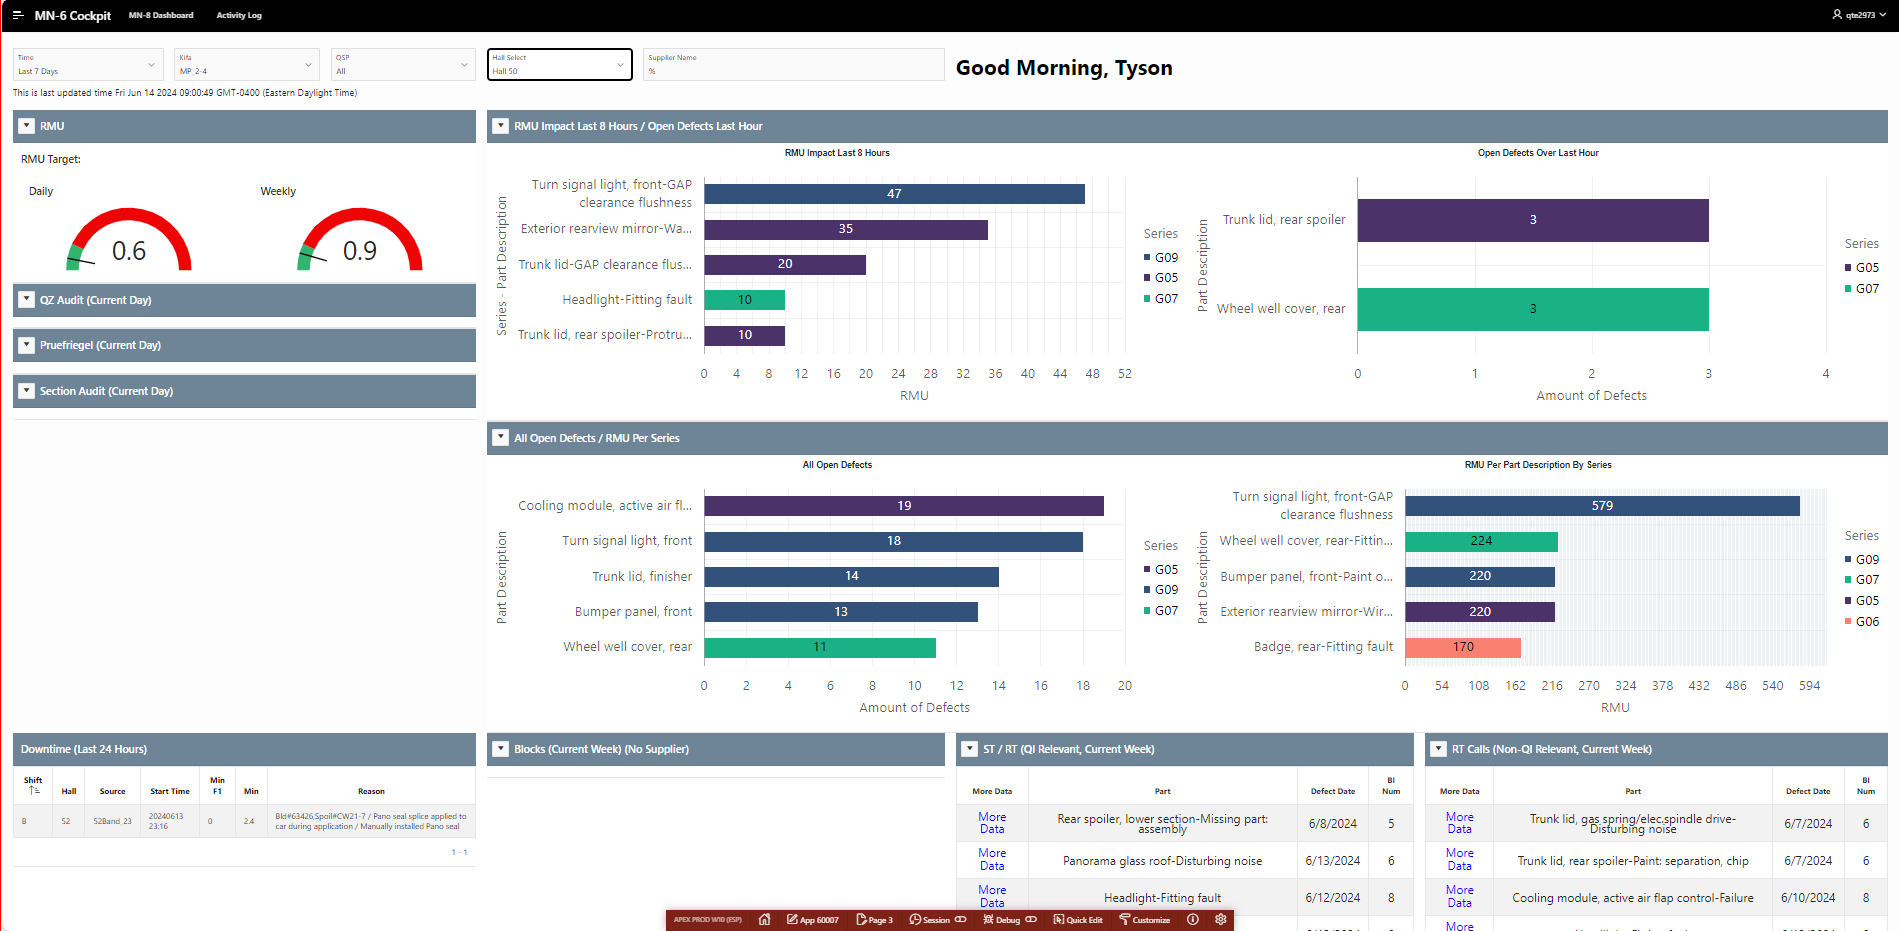 MN-6 Cockpit MN-8 Dashboard Activity Log qte2973
Time
Last 7 Days
Kifa
MP_2-4
QSP
All
Hall Select
Hall 50
Supplier Name
%
Good Morning, Tyson
This is last updated time Fri Jun 14 2024 09:00:49 GMT-0400 (Eastern Daylight Time)
RMU
RMU Target:
Daily
Weekly
0.6
0.9
QZ Audit (Current Day)
Pruefriegel (Current Day)
Section Audit (Current Day)
RMU Impact Last 8 Hours / Open Defects Last Hour
RMU Impact Last 8 Hours
Series - Part Description
Turn signal light, front-GAP
clearance flushness
47
Exterior rearview mirror-Wa...
35
Trunk lid-GAP clearance flus...
20
Headlight-Fitting fault
10
Trunk lid, rear spoiler-Protru...
10
0 4 8 12 16 20 24 28 32 36 40 44 48 52
RMU
Series
G09
G05
G07
Open Defects Over Last Hour
Part Description
Trunk lid, rear spoiler
3
Wheel well cover, rear
3
0 1 2 3 4
Amount of Defects
Series
G05
G07
All Open Defects / RMU Per Series
All Open Defects
Part Description
Cooling module, active air fl...
19
Turn signal light, front
18
Trunk lid, finisher
14
Bumper panel, front
13
Wheel well cover, rear
11
0 2 4 6 8 10 12 14 16 18 20
Amount of Defects
Series
G05
G09
G07
RMU Per Part Description By Series
Part Description
Turn signal light, front-GAP
clearance flushness
579
Wheel well cover, rear-Fittin...
224
Bumper panel, front-Paint o...
220
Exterior rearview mirror-Wir...
220
Badge, rear-Fitting fault
170
0 54 108 162 216 270 324 378 432 486 540 594
RMU
Series
G09
G07
G05
G06
Downtime (Last 24 Hours)
Shift Hall Source Start Time Min F1 Min Reason
B 52 52Band_23 20240613 23:16 0 2.4 Bld#63426,Spoil#CW21-7 / Pano seal splice applied to
car during application / Manually installed Pano seal
1 - 1
Blocks (Current Week) (No Supplier)
ST / RT (QI Relevant, Current Week)
More Data Part Defect Date BI Num
More Data Rear spoiler, lower section-Missing part: assembly 6/8/2024 5
More Data Panorama glass roof-Disturbing noise 6/13/2024 6
More Data Headlight-Fitting fault 6/12/2024 8
RT Calls (Non-QI Relevant, Current Week)
More Data Part Defect Date BI Num
More Data Trunk lid, gas spring/elec.spindle drive-Disturbing noise 6/7/2024 6
More Data Trunk lid, rear spoiler-Paint: separation, chip 6/7/2024 6
More Data Cooling module, active air flap control-Failure 6/10/2024 8
More
APEX PROD W10 (ESP) App 60007 Page 3 Session Debug Quick Edit Customize